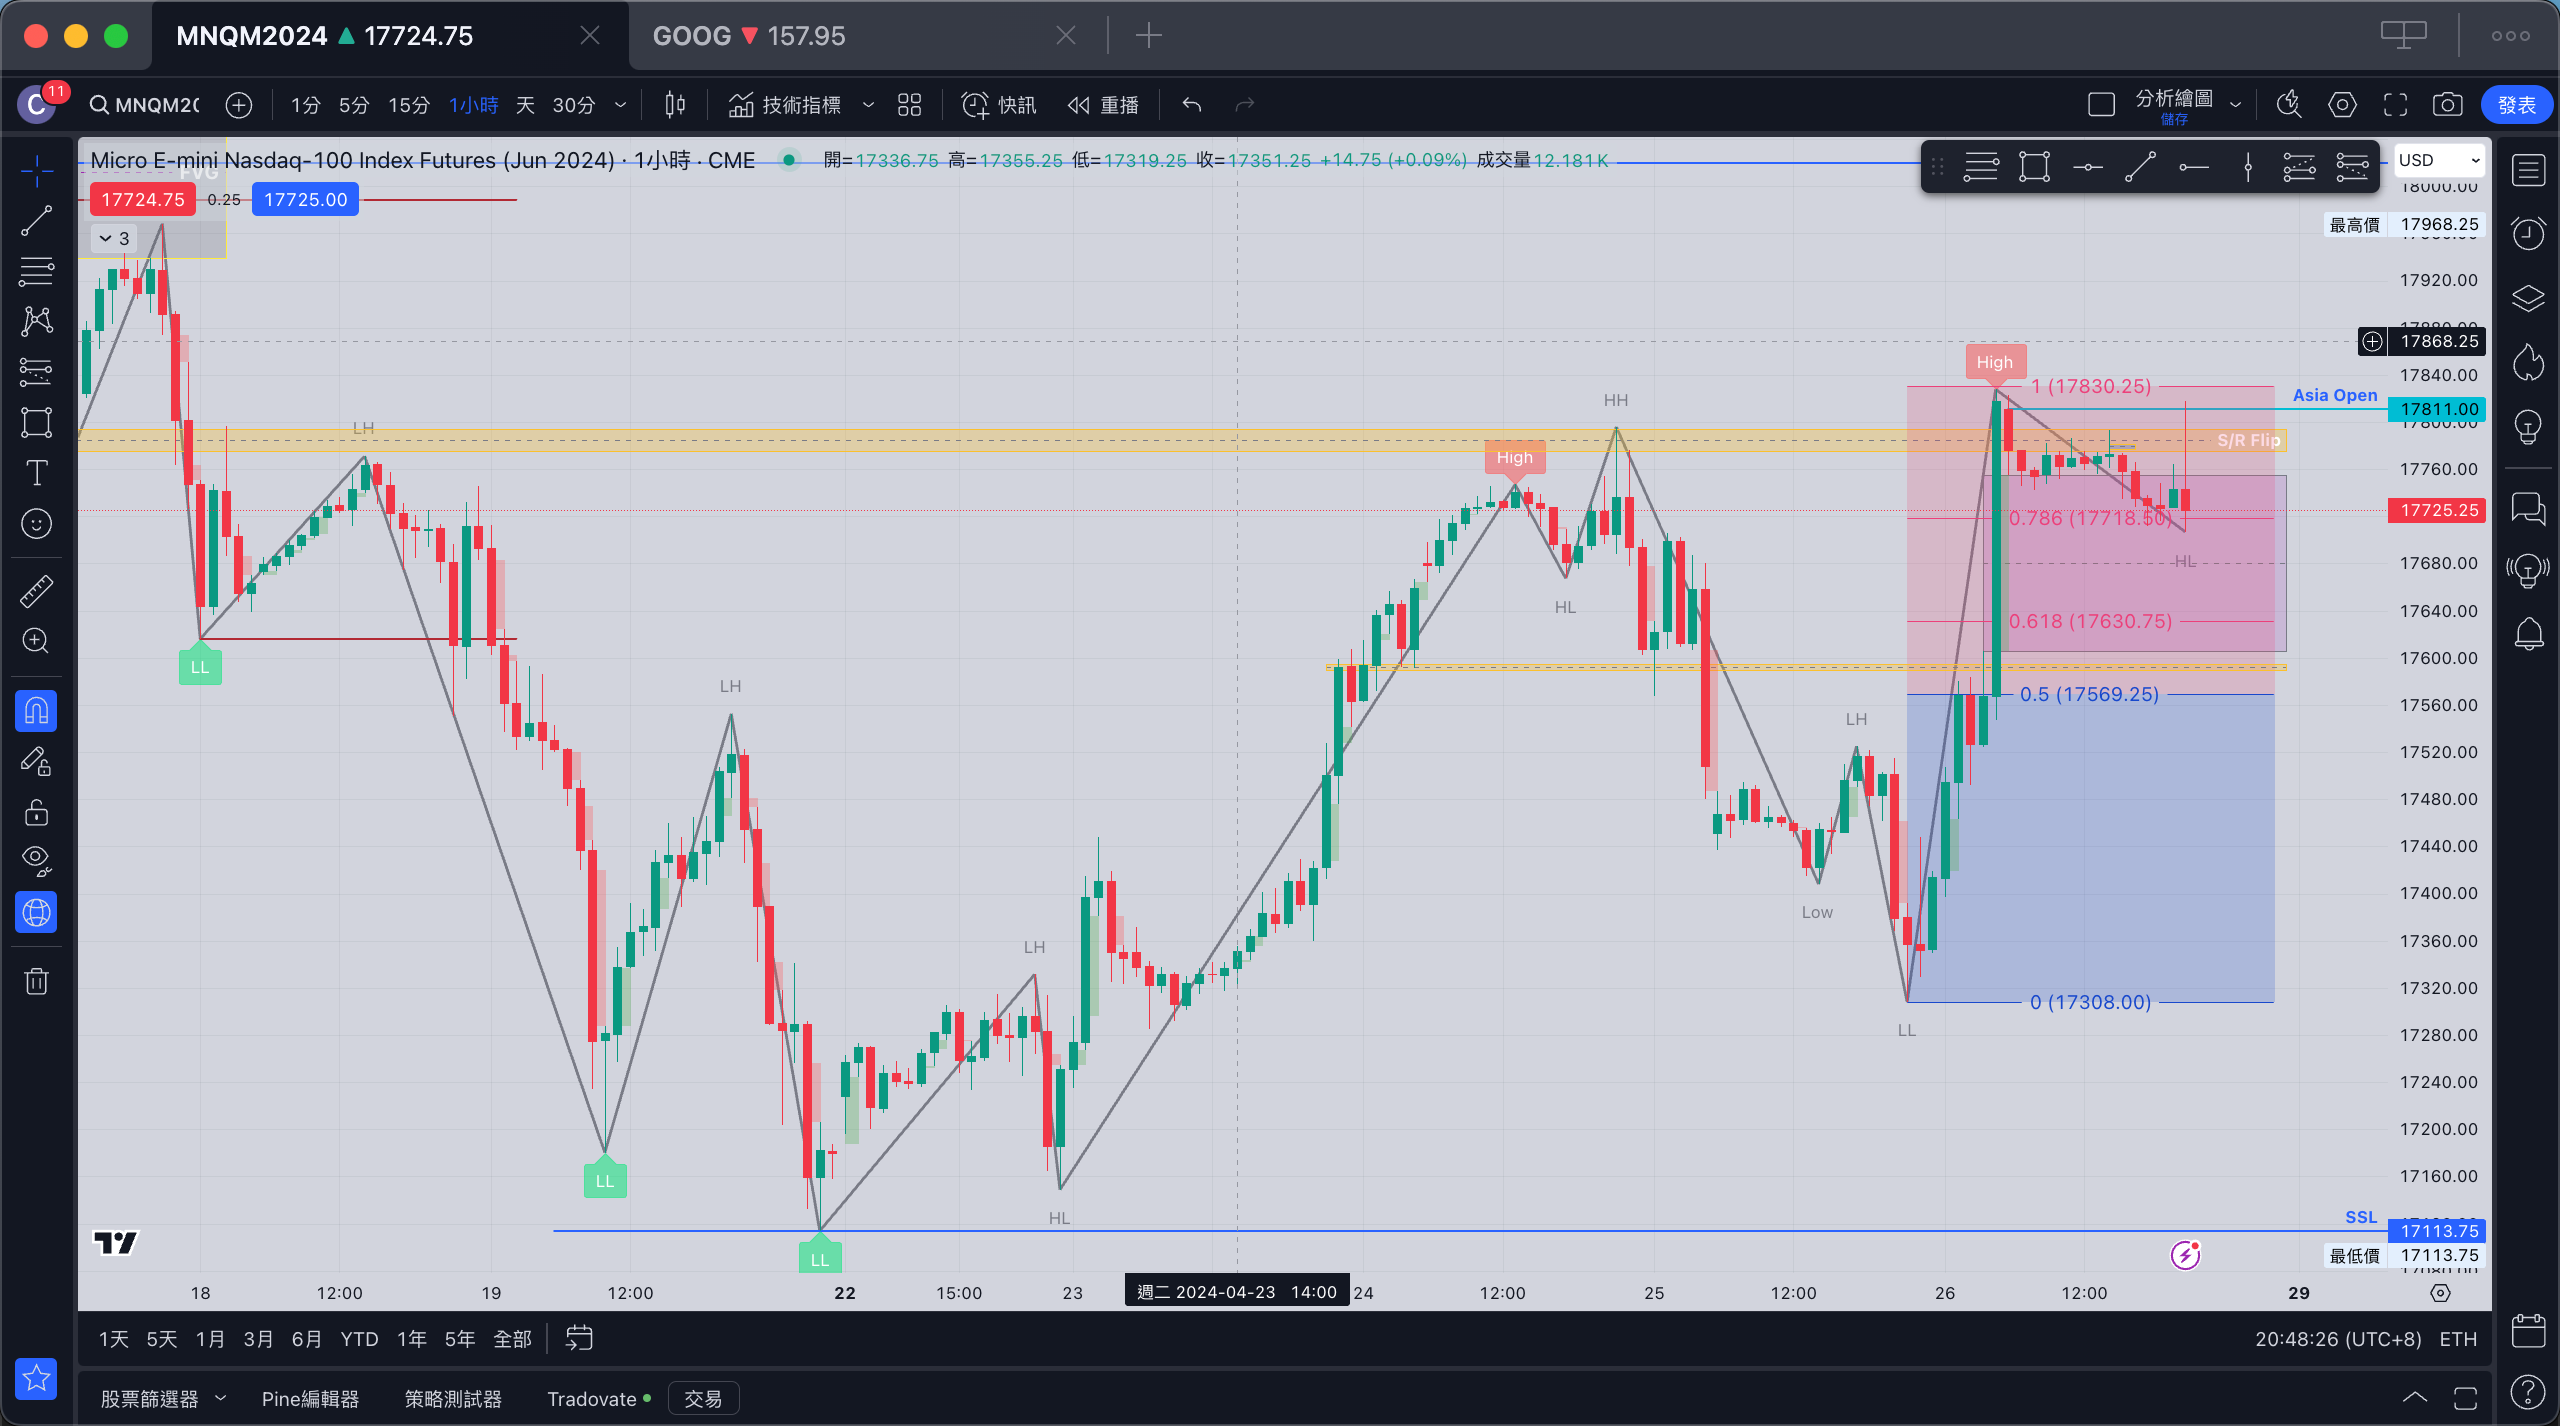 MNQM2024 ▲ 17724.75
GOOG ▼ 157.95
C
11
MNQM2(
1分 5分 15分 1小時 天 30分
技術指標
快訊
重播
分析繪圖
儲存
發表
Micro E-mini Nasdaq-100 Index Futures (Jun 2024) · 1小時 · CME
開=17336.75 高=17355.25 低=17319.25 收=17351.25 +14.75 (+0.09%) 成交量12.181K
FVG
17724.75 0.25 17725.00
3
USD
18000.00
最高價 17968.25
17920.00
17868.25
17840.00
Asia Open 17811.00
17800.00
17760.00
17725.25
17680.00
17640.00
17600.00
17560.00
17520.00
17480.00
17440.00
17400.00
17360.00
17320.00
17280.00
17240.00
17200.00
17160.00
SSL 17113.75
最低價 17113.75
17080.00
High
1 (17830.25)
HH
LH
S/R Flip
High
0.786 (17718.50)
HL
HL
0.618 (17630.75)
LL
LH
0.5 (17569.25)
LH
Low
LH
0 (17308.00)
LL
LL
HL
LL
18 12:00 19 12:00 22 15:00 23 週二 2024-04-23 14:00 24 12:00 25 12:00 26 12:00 29
1天 5天 1月 3月 6月 YTD 1年 5年 全部
20:48:26 (UTC+8) ETH
股票篩選器 Pine編輯器 策略測試器 Tradovate 交易